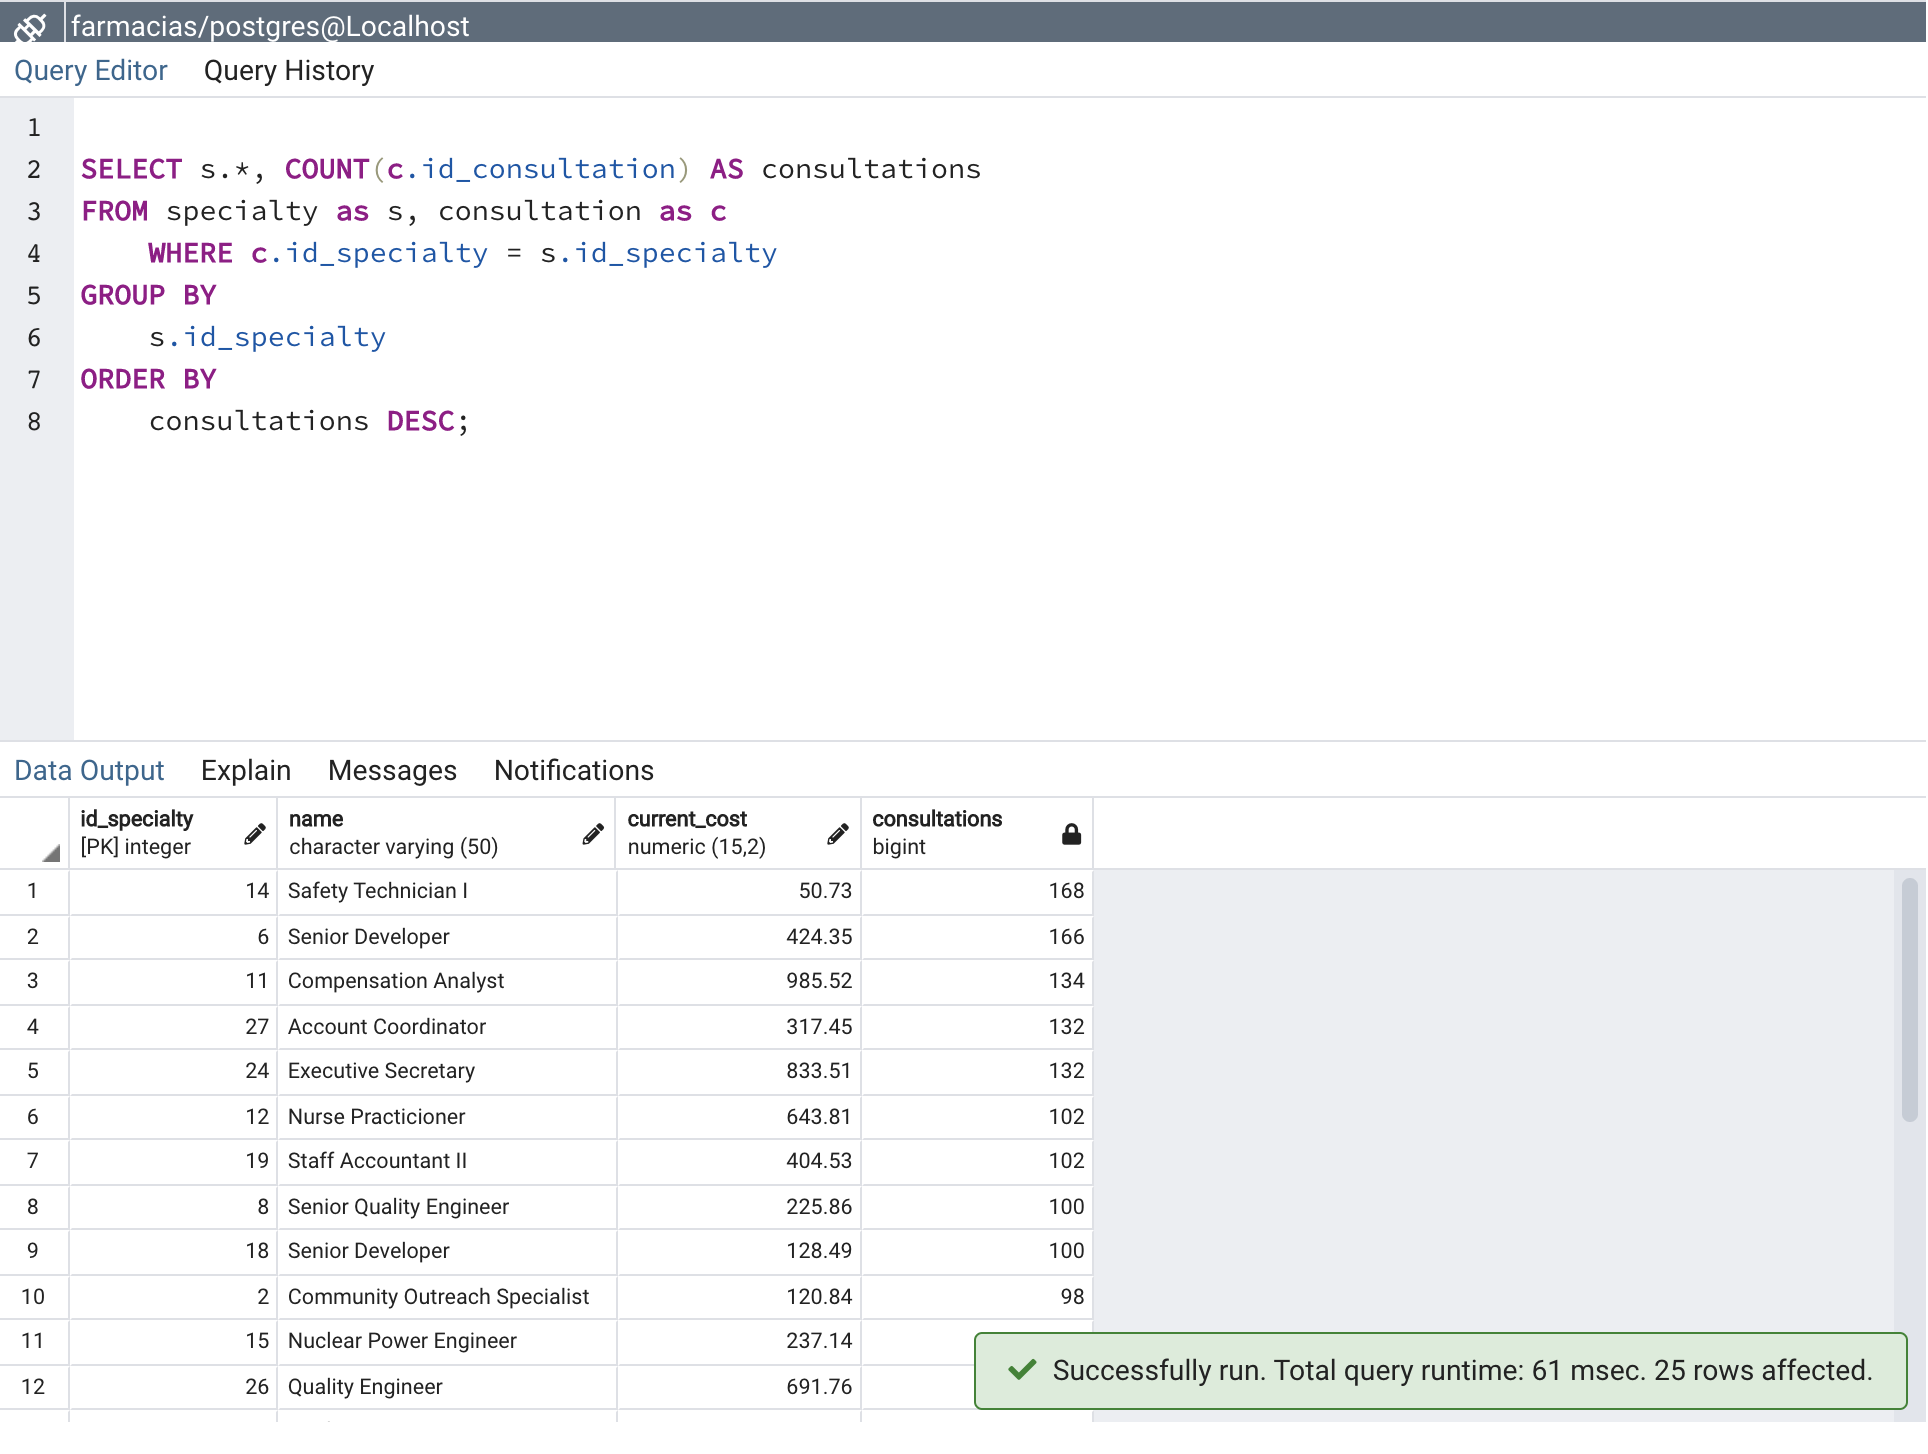 farmacias/postgres@Localhost
Query Editor Query History
1
2 SELECT s.*, COUNT(c.id_consultation) AS consultations
3 FROM specialty as s, consultation as c
4 WHERE c.id_specialty = s.id_specialty
5 GROUP BY
6 s.id_specialty
7 ORDER BY
8 consultations DESC;
Data Output Explain Messages Notifications
id_specialty name current_cost consultations
[PK] integer character varying (50) numeric (15,2) bigint
1 14 Safety Technician I 50.73 168
2 6 Senior Developer 424.35 166
3 11 Compensation Analyst 985.52 134
4 27 Account Coordinator 317.45 132
5 24 Executive Secretary 833.51 132
6 12 Nurse Practicioner 643.81 102
7 19 Staff Accountant II 404.53 102
8 8 Senior Quality Engineer 225.86 100
9 18 Senior Developer 128.49 100
10 2 Community Outreach Specialist 120.84 98
11 15 Nuclear Power Engineer 237.14
12 26 Quality Engineer 691.76
Successfully run. Total query runtime: 61 msec. 25 rows affected.